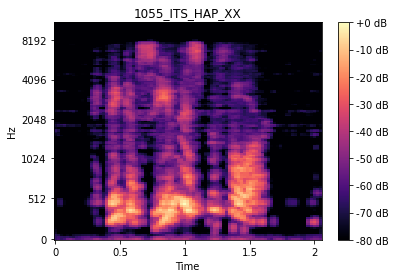 1055_ITS_HAP_XX
+0 dB
8192
-10 dB
4096
-20 dB
-30 dB
2048
Hz
-40 dB
1024
-50 dB
512
-60 dB
-70 dB
0
-80 dB
0 0.5 1 1.5 2
Time